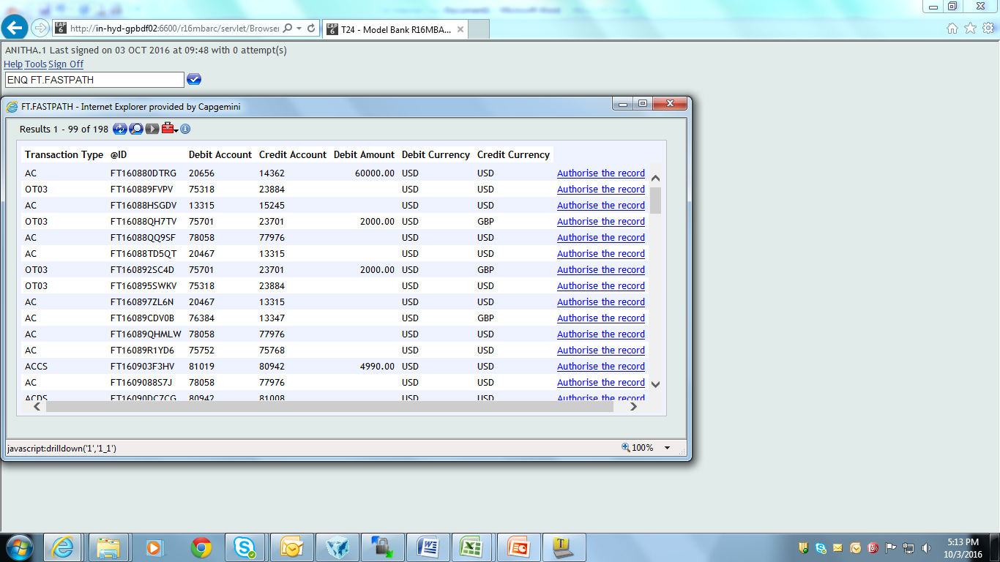 Document1 - Microsoft Word
http://in-hyd-gpbdf02:6600/r16mbarc/servlet/Browser
T24 - Model Bank R16MBA...
ANITHA.1 Last signed on 03 OCT 2016 at 09:48 with 0 attempt(s)
Help Tools Sign Off
ENQ FT.FASTPATH
FT.FASTPATH - Internet Explorer provided by Capgemini
Results 1 - 99 of 198
Transaction Type @ID Debit Account Credit Account Debit Amount Debit Currency Credit Currency
AC FT160880DTRG 20656 14362 60000.00 USD USD Authorise the record
OT03 FT160889FVPV 75318 23884 USD USD Authorise the record
AC FT16088HSGDV 13315 15245 USD USD Authorise the record
OT03 FT16088QH7TV 75701 23701 2000.00 USD GBP Authorise the record
AC FT16088QQ9SF 78058 77976 USD USD Authorise the record
AC FT16088TD5QT 20467 13315 USD USD Authorise the record
OT03 FT160892SC4D 75701 23701 2000.00 USD GBP Authorise the record
OT03 FT160895SWKV 75318 23884 USD USD Authorise the record
AC FT160897ZL6N 20467 13315 USD USD Authorise the record
AC FT16089CDV0B 76384 13347 USD GBP Authorise the record
AC FT16089QHMLW 78058 77976 USD USD Authorise the record
AC FT16089R1YD6 75752 75768 USD USD Authorise the record
ACCS FT160903F3HV 81019 80942 4990.00 USD USD Authorise the record
AC FT1609088S7J 78058 77976 USD USD Authorise the record
ACDS FT16090DC7CG 80942 81008 USD USD Authorise the record
javascript:drilldown('1','1_1')
100%
5:13 PM
10/3/2016